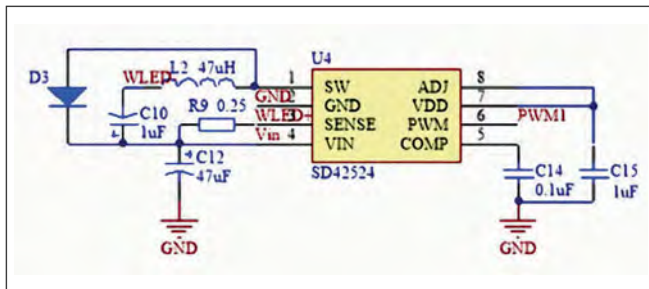 U4
D3
WLED-
L2 47uH
1
SW
ADJ
8
GND
2
GND
VDD
7
C10
1uF
R9 0.25
WLED+
3
SENSE
PWM
6
PWM1
Vin
4
VIN
COMP
5
C12
47uF
SD42524
C14
0.1uF
C15
1uF
GND
GND